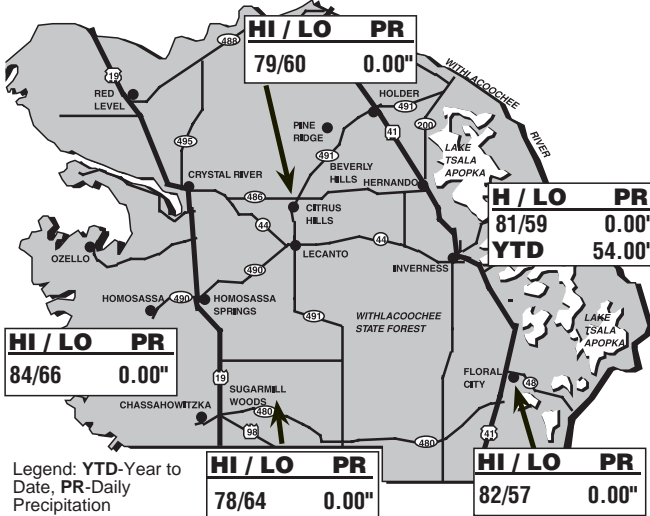 HI / LO PR
79/60 0.00"
488
19
RED
LEVEL
WITHLACOOCHEE
RIVER
HOLDER
491
PINE
RIDGE
41
200
495
LAKE
TSALA
APOPKA
491
BEVERLY
HILLS
CRYSTAL RIVER
HERNANDO
486
H / LO PR
81/59 0.00"
YTD 54.00"
CITRUS
HILLS
44
44
OZELLO
LECANTO
INVERNESS
490
HOMOSASSA
490
HOMOSASSA
SPRINGS
491
WITHLACOOCHEE
STATE FOREST
LAKE
TSALA
APOPKA
HI / LO PR
84/66 0.00"
19
SUGARMILL
WOODS
FLORAL
CITY
48
CHASSAHOWITZKA
480
98
480
41
Legend: YTD-Year to
Date, PR-Daily
Precipitation
HI / LO PR
78/64 0.00"
HI / LO PR
82/57 0.00"